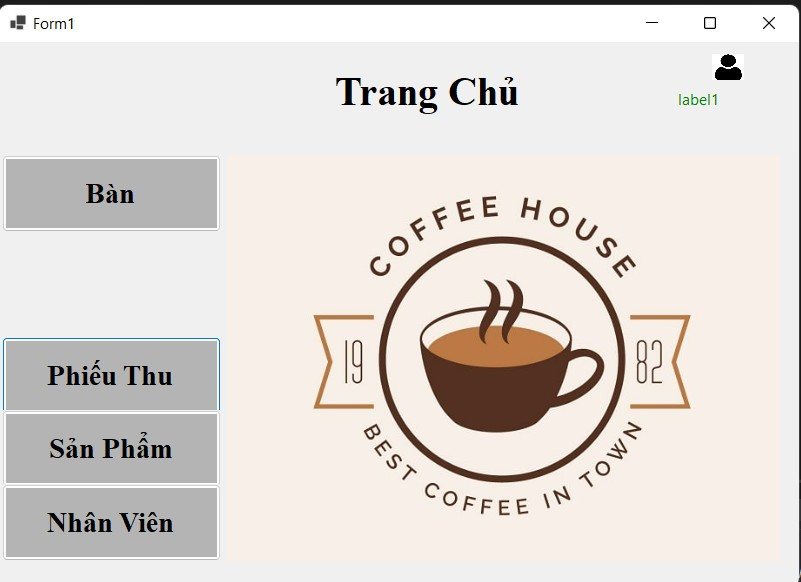 Form1
Trang Chủ
label1
Bàn
Phiếu Thu
Sản Phẩm
Nhân Viên
COFFEE HOUSE
19 82
BEST COFFEE IN TOWN